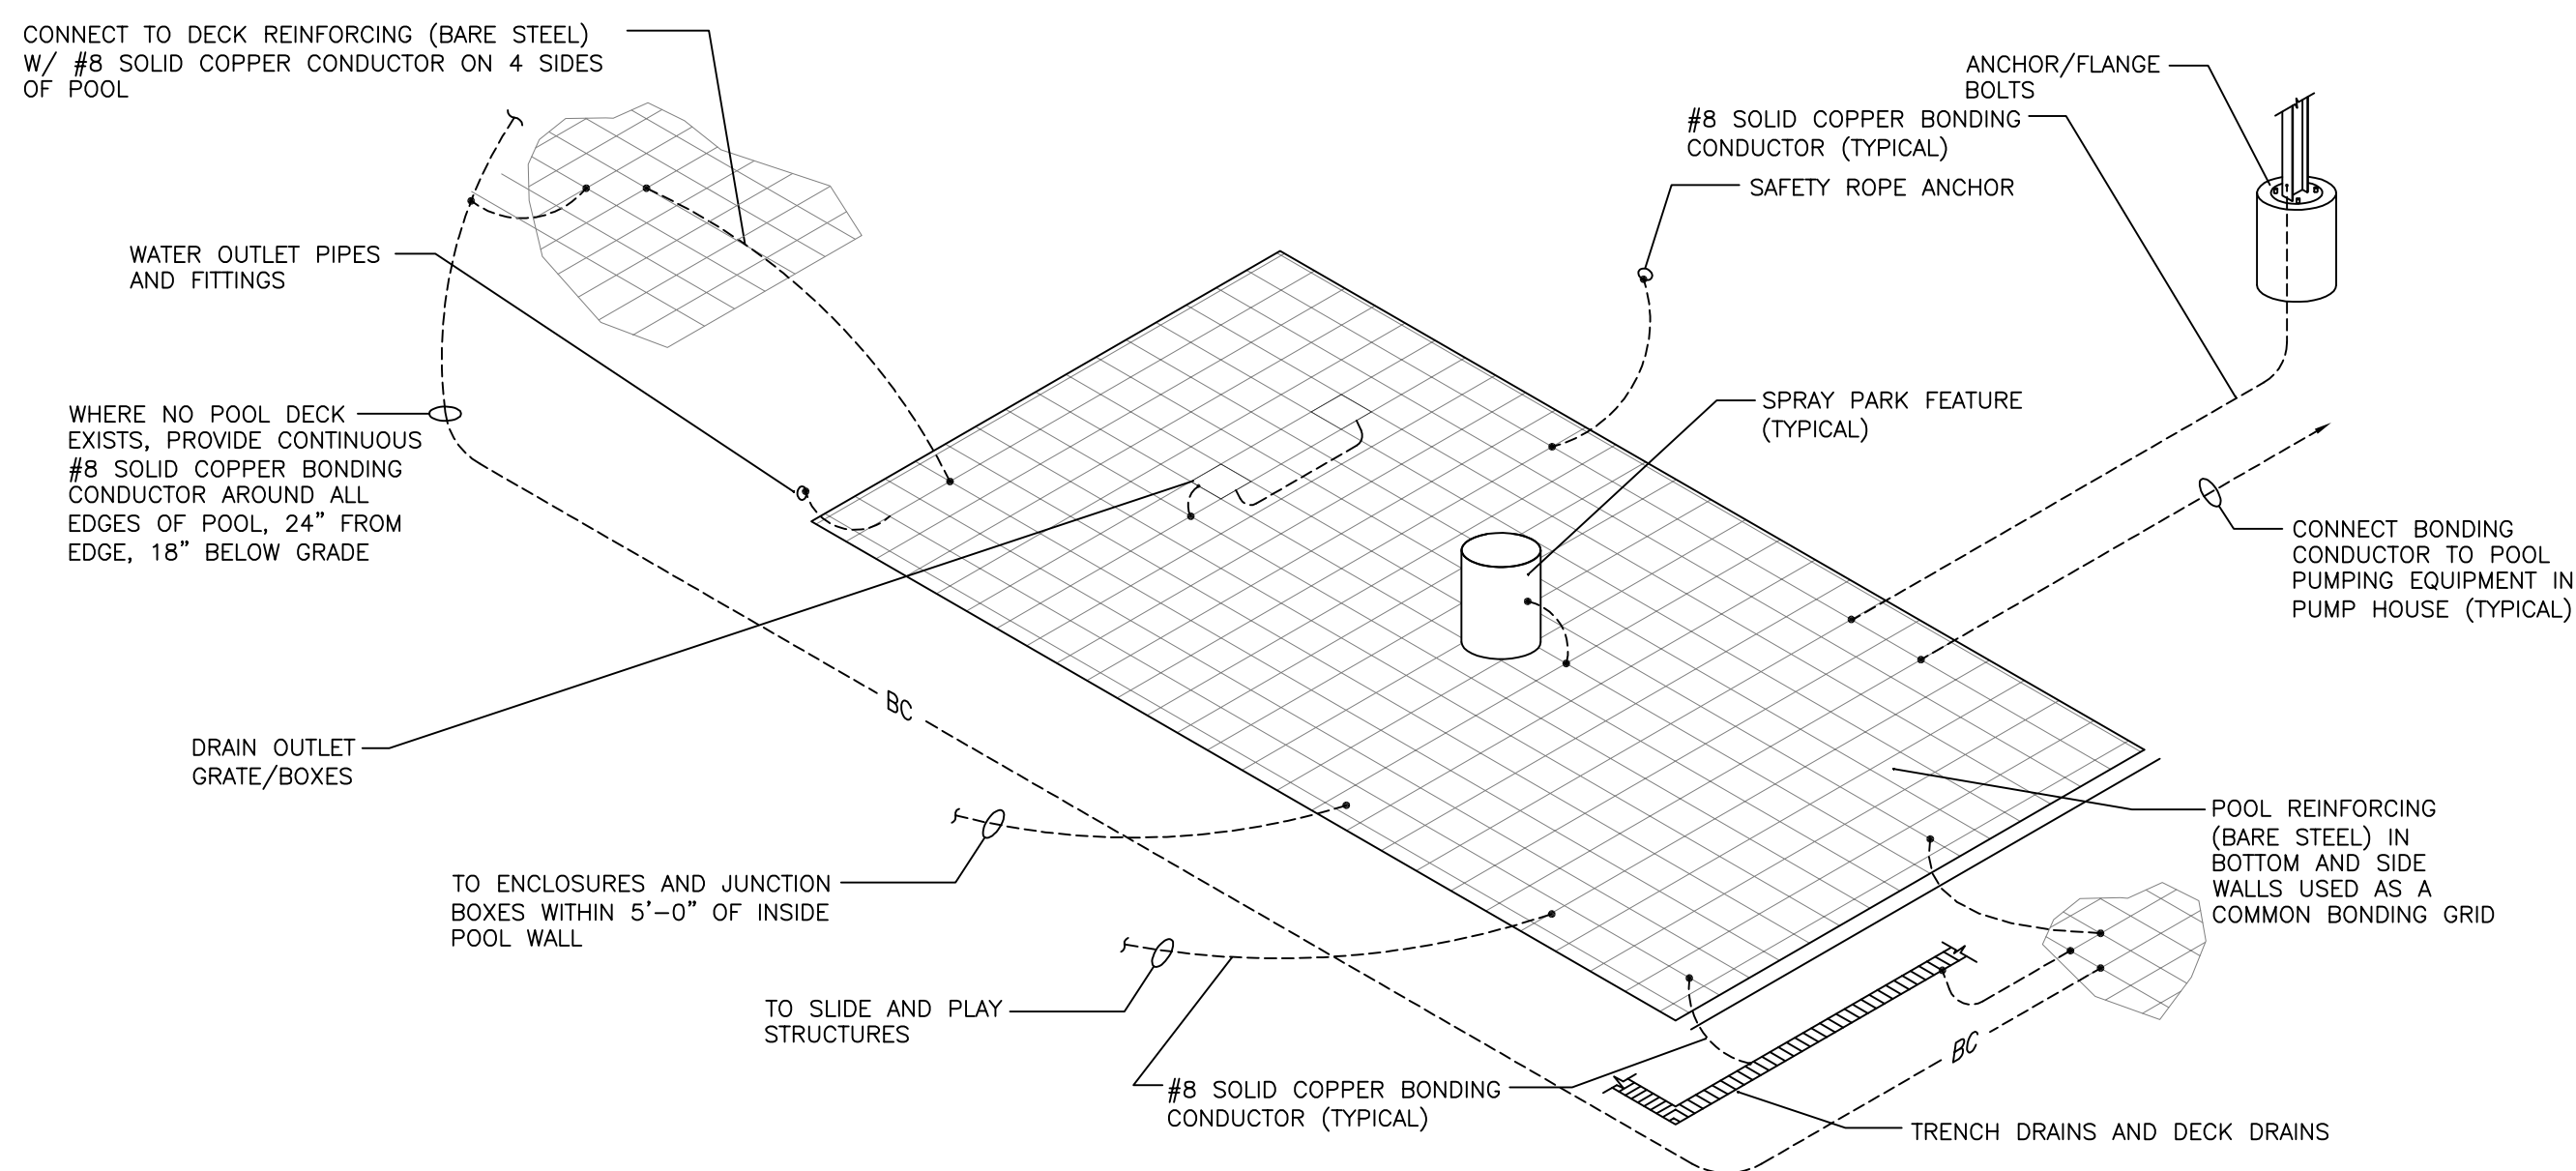 CONNECT TO DECK REINFORCING (BARE STEEL)
W/ #8 SOLID COPPER CONDUCTOR ON 4 SIDES
OF POOL
ANCHOR/FLANGE
BOLTS
#8 SOLID COPPER BONDING
CONDUCTOR (TYPICAL)
SAFETY ROPE ANCHOR
WATER OUTLET PIPES
AND FITTINGS
WHERE NO POOL DECK
EXISTS, PROVIDE CONTINUOUS
#8 SOLID COPPER BONDING
CONDUCTOR AROUND ALL
EDGES OF POOL, 24" FROM
EDGE, 18" BELOW GRADE
SPRAY PARK FEATURE
(TYPICAL)
CONNECT BONDING
CONDUCTOR TO POOL
PUMPING EQUIPMENT IN
PUMP HOUSE (TYPICAL)
BC
DRAIN OUTLET
GRATE/BOXES
POOL REINFORCING
(BARE STEEL) IN
BOTTOM AND SIDE
WALLS USED AS A
COMMON BONDING GRID
TO ENCLOSURES AND JUNCTION
BOXES WITHIN 5'-0" OF INSIDE
POOL WALL
TO SLIDE AND PLAY
STRUCTURES
BC
#8 SOLID COPPER BONDING
CONDUCTOR (TYPICAL)
TRENCH DRAINS AND DECK DRAINS